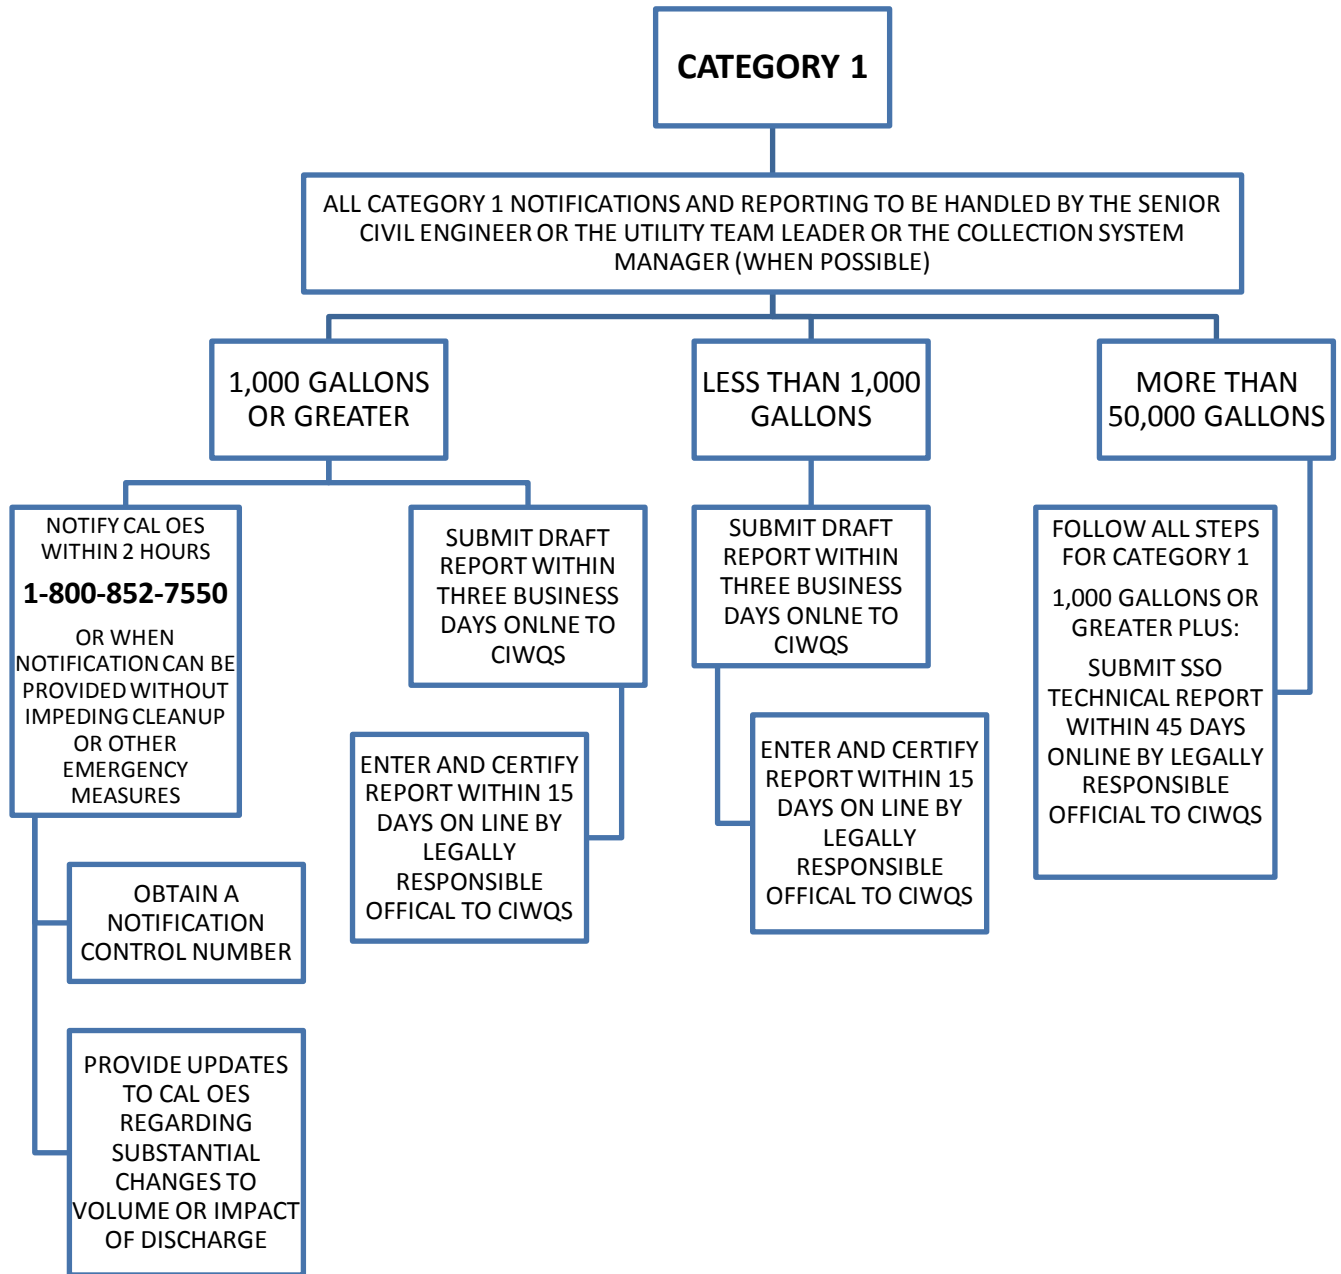 CATEGORY 1
ALL CATEGORY 1 NOTIFICATIONS AND REPORTING TO BE HANDLED BY THE SENIOR
CIVIL ENGINEER OR THE UTILITY TEAM LEADER OR THE COLLECTION SYSTEM
MANAGER (WHEN POSSIBLE)
1,000 GALLONS
OR GREATER
NOTIFY CAL OES
WITHIN 2 HOURS
1-800-852-7550
OR WHEN
NOTIFICATION CAN BE
PROVIDED WITHOUT
IMPEDING CLEANUP
OR OTHER
EMERGENCY
MEASURES
OBTAIN A
NOTIFICATION
CONTROL NUMBER
PROVIDE UPDATES
TO CAL OES
REGARDING
SUBSTANTIAL
CHANGES TO
VOLUME OR IMPACT
OF DISCHARGE
SUBMIT DRAFT
REPORT WITHIN
THREE BUSINESS
DAYS ONLNE TO
CIWQS
ENTER AND CERTIFY
REPORT WITHIN 15
DAYS ON LINE BY
LEGALLY
RESPONSIBLE
OFFICAL TO CIWQS
LESS THAN 1,000
GALLONS
SUBMIT DRAFT
REPORT WITHIN
THREE BUSINESS
DAYS ONLNE TO
CIWQS
ENTER AND CERTIFY
REPORT WITHIN 15
DAYS ON LINE BY
LEGALLY
RESPONSIBLE
OFFICAL TO CIWQS
MORE THAN
50,000 GALLONS
FOLLOW ALL STEPS
FOR CATEGORY 1
1,000 GALLONS OR
GREATER PLUS:
SUBMIT SSO
TECHNICAL REPORT
WITHIN 45 DAYS
ONLINE BY LEGALLY
RESPONSIBLE
OFFICIAL TO CIWQS